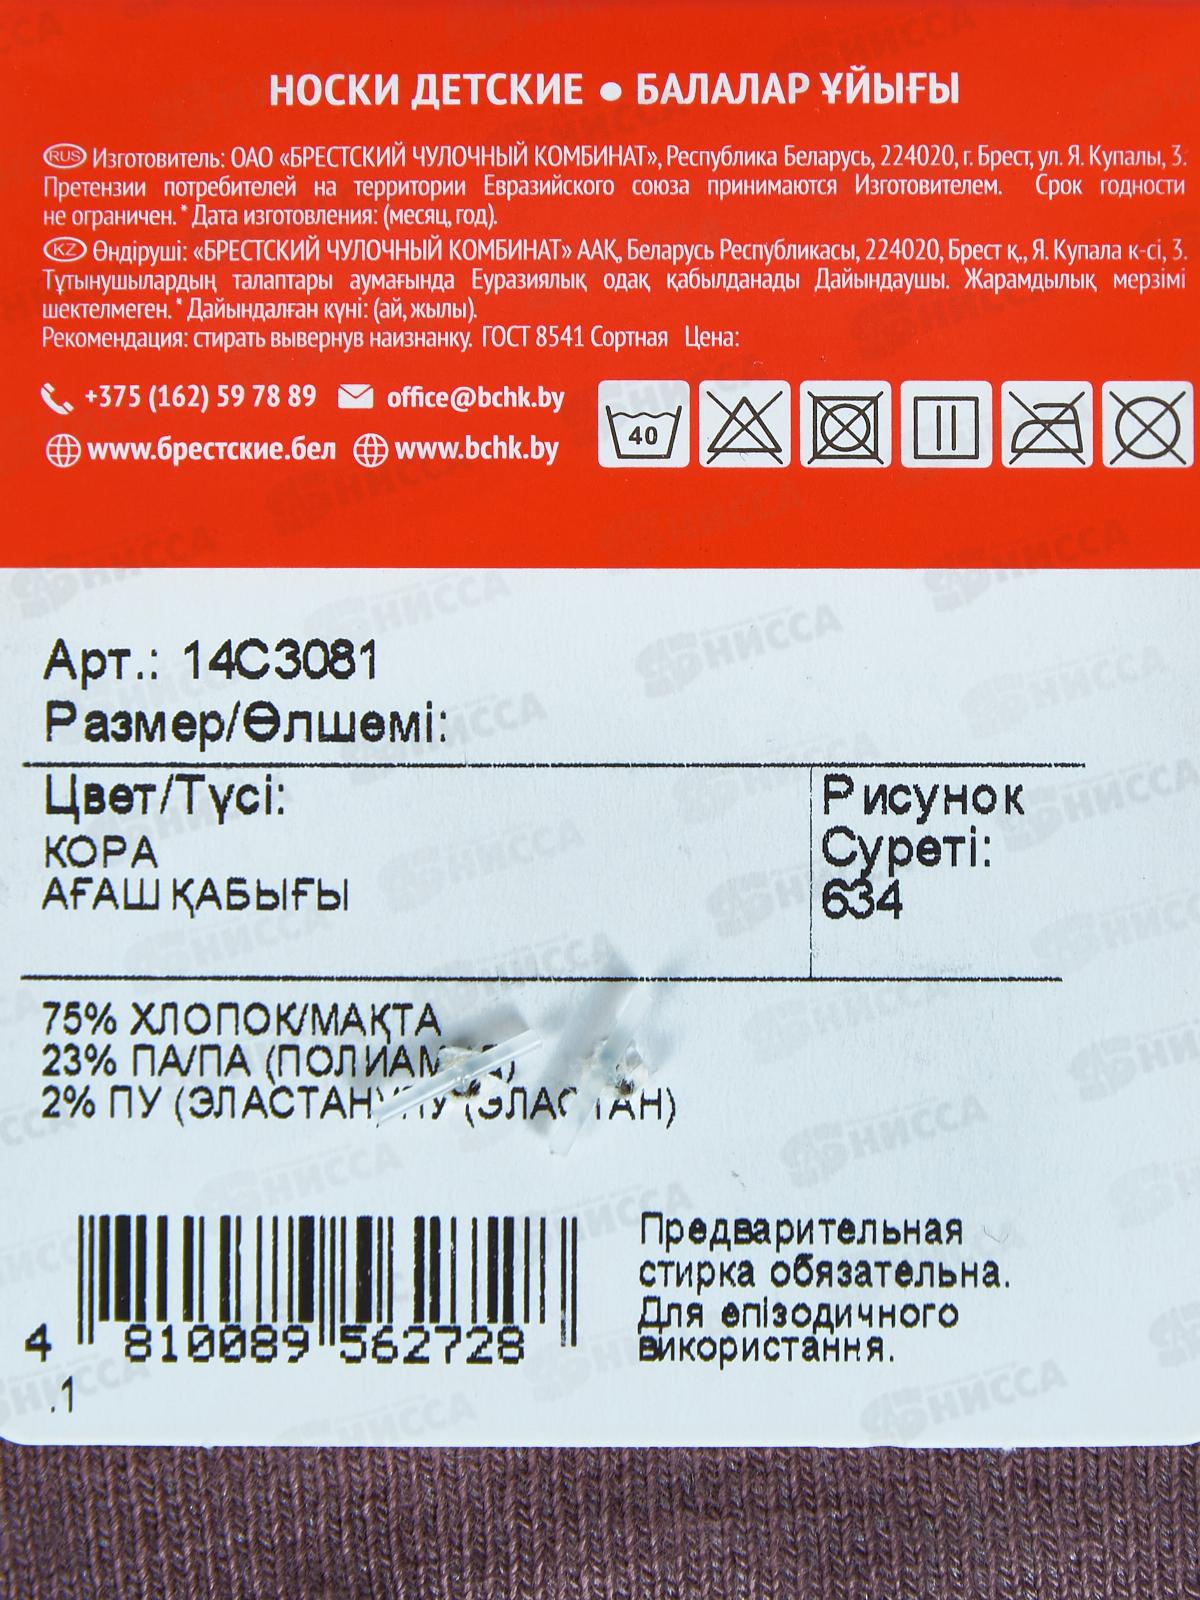 НОСКИ ДЕТСКИЕ • БАЛАЛАР ҰЙЫҒЫ
RUS Изготовитель: ОАО «БРЕСТСКИЙ ЧУЛОЧНЫЙ КОМБИНАТ», Республика Беларусь, 224020, г. Брест, ул. Я. Купалы, 3.
Претензии потребителей на территории Евразийского союза принимаются Изготовителем. Срок годности
не ограничен. * Дата изготовления: (месяц, год).
KZ Өндіруші: «БРЕСТСКИЙ ЧУЛОЧНЫЙ КОМБИНАТ» ААҚ, Беларусь Республикасы, 224020, Брест қ., Я. Купала к-сі, 3.
Тұтынушылардың талаптары аумағында Еуразиялық одақ қабылданады Дайындаушы. Жарамдылық мерзімі
шектелмеген. * Дайындалған күні: (ай, жылы).
Рекомендация: стирать вывернув наизнанку. ГОСТ 8541 Сортная Цена:
+375 (162) 59 78 89 office@bchk.by
www.брестские.бел www.bchk.by
40
Арт.: 14С3081
Размер/Өлшемі:
Цвет/Түсі:
КОРА
АҒАШ ҚАБЫҒЫ
Рисунок
Суреті:
634
75% ХЛОПОК/МАҚТА
23% ПА/ПА
2% ПУ (ЭЛАСТАН)
4 810089 562728
.1
Предварительная
стирка обязательна.
Для епізодичного
використання.
НИССА